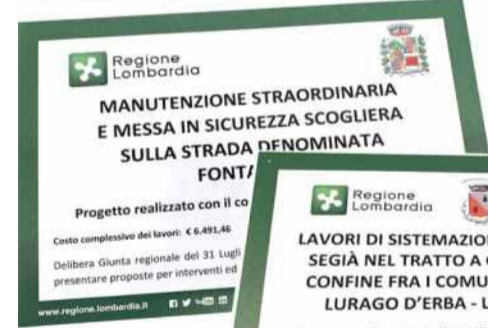 Regione
Lombardia
MANUTENZIONE STRAORDINARIA
E MESSA IN SICUREZZA SCOGLIERA
SULLA STRADA DENOMINATA
FONTA
Progetto realizzato con il co
Costo complessivo dei lavori: € 6.491,46
Delibera Giunta regionale del 31 Lugli
presentare proposte per interventi ed
www.regione.lombardia.it
Regione
Lombardia
LAVORI DI SISTEMAZIO
SEGIÀ NEL TRATTO A
CONFINE FRA I COMU
LURAGO D'ERBA - L